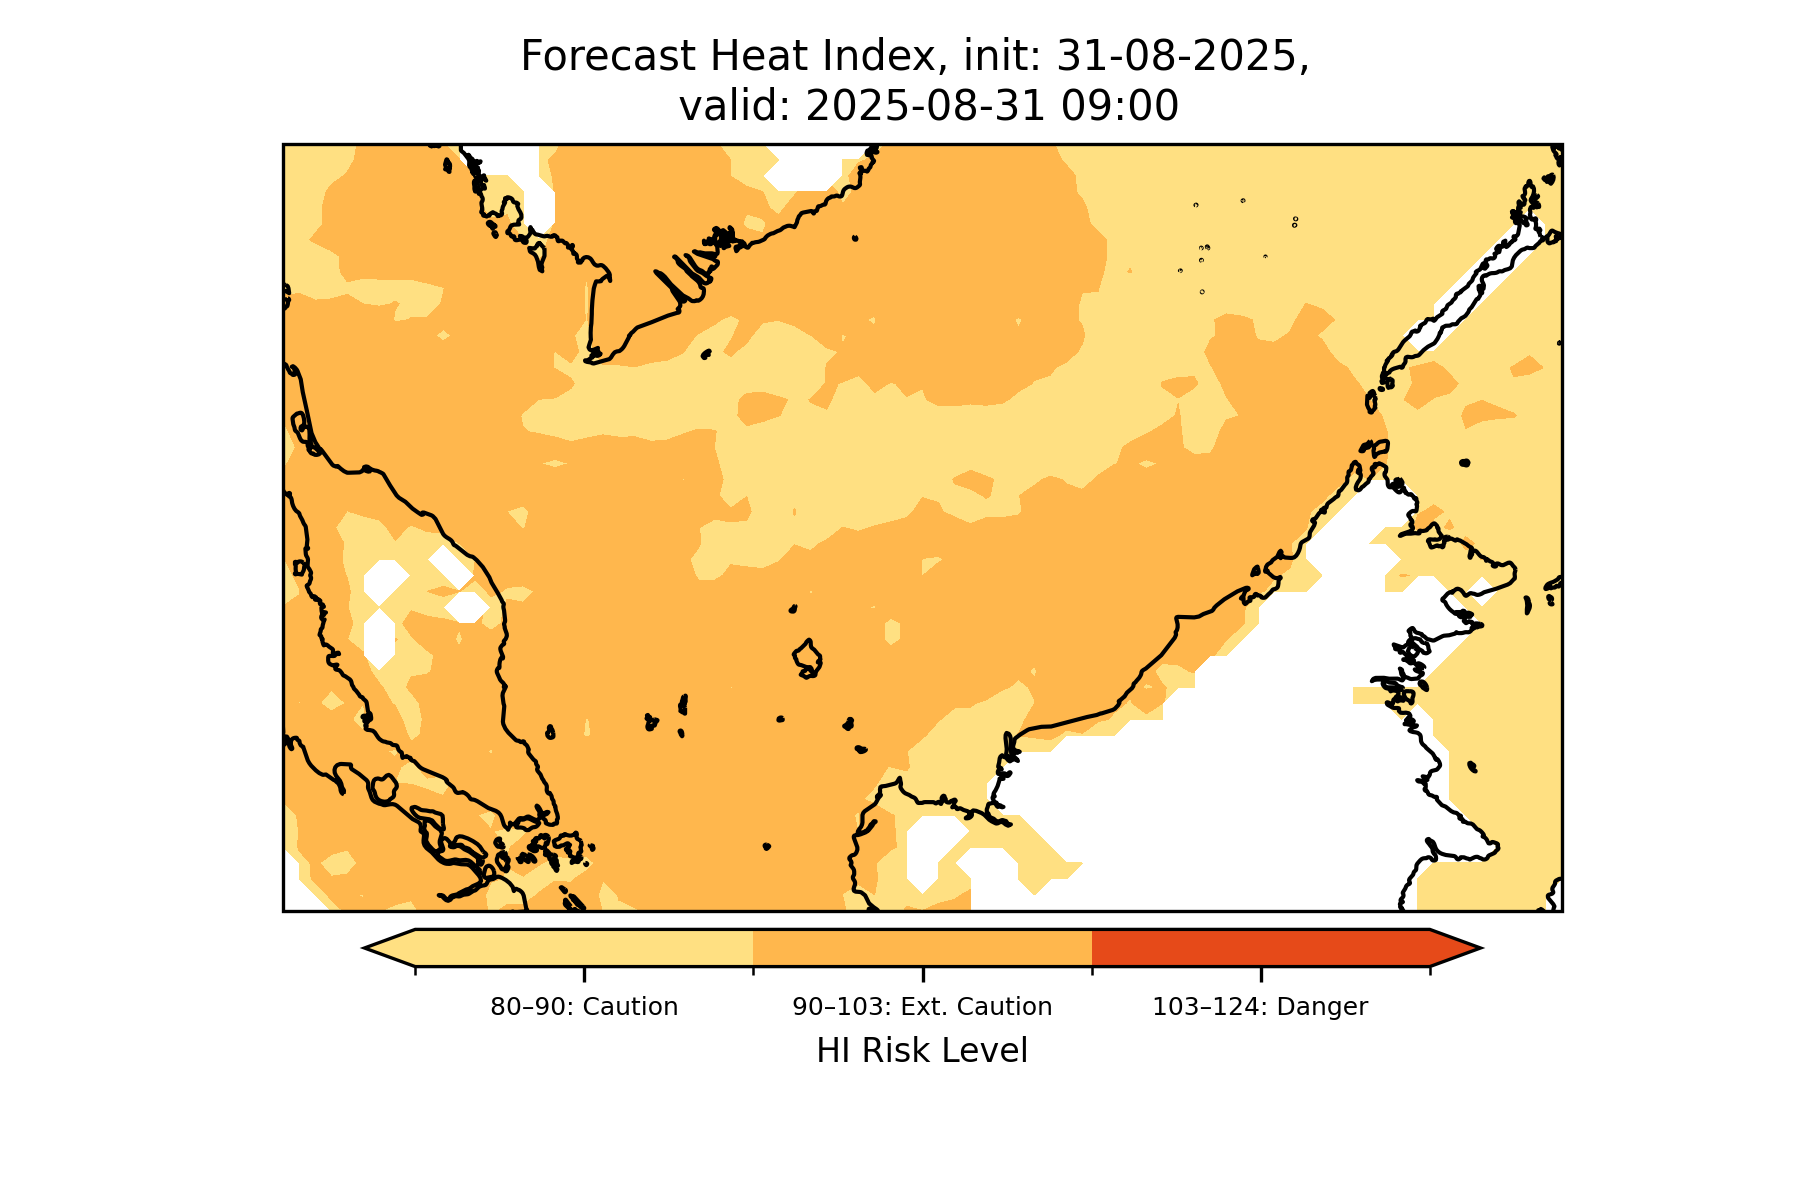 Forecast Heat Index, init: 31-08-2025,
valid: 2025-08-31 09:00
80–90: Caution
90–103: Ext. Caution
103–124: Danger
HI Risk Level